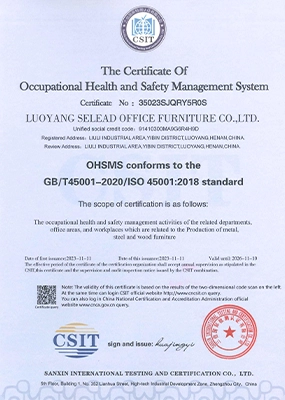 CSIT
The Certificate Of
Occupational Health and Safety Management System
Certificate No : 35023SJQRY5R0S
LUOYANG SELEAD OFFICE FURNITURE CO.,LTD.
Unified social credit code: 91410300MA9G6R4H9D
Registered Address: LIULI INDUSTRIAL AREA,YIBIN DISTRICT,LUOYANG,HENAN,CHINA.
Review Address: LIULI INDUSTRIAL AREA,YIBIN DISTRICT,LUOYANG,HENAN,CHINA.
OHSMS conforms to the
GB/T45001-2020/ISO 45001:2018 standard
The scope of certification is as follows:
The occupational health and safety management activities of the related departments,
office areas, and workplaces which are related to the Production of metal,
steel and wood furniture
Date of first issuance:2023-11-11 Date of this issuance:2023-11-11 Valid until: 2026-11-10
The effective period of the certificate of the certification organization shall accept annual supervision as stipulated in the
CSIT,this certificate and the supervision and audit inspection notice issued by the CSIT combination.
Note: The validity of this certificate is based on the results of the two-dimensional code scan on the left.
At the same time can login CSIT official website http://www.csrcit.cn query.
You can also log in China National Certification and Accreditation Administration official
website www.cnca.gov.cn query.
CSIT
sign and issue:
SANXIN INTERNATIONAL TESTING AND CERTIFICATION CO., LTD.
9th Floor, Building 1, No. 352 Lianhua Street, High-tech Industrial Development Zone, Zhengzhou City, China